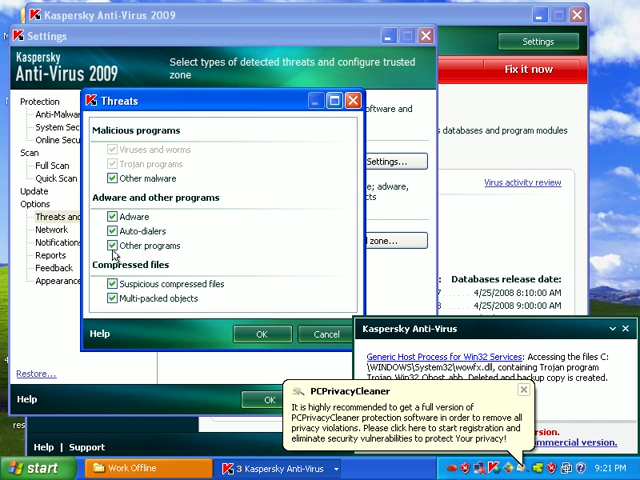 Kaspersky Anti-Virus 2009
Settings
Settings
Kaspersky
Anti-Virus 2009
Select types of detected threats and configure trusted
zone
Fix it now
Protection
Anti-Malwa
System Sec
Online Sec
Scan
Full Scan
Quick Scan
Update
Options
Threats and
Network
Notification
Reports
Feedback
Appearanc
Restore...
Threats
Malicious programs
Viruses and worms
Trojan programs
Other malware
Adware and other programs
Adware
Auto-dialers
Other programs
Compressed files
Suspicious compressed files
Multi-packed objects
Help
OK
Cancel
oftware and
Settings...
e; adware,
cts
zone...
s databases and program modules
Virus activity review
Databases release date:
4/25/2008 8:10:00 AM
4/25/2008 9:00:00 AM
Kaspersky Anti-Virus
Generic Host Process for Win32 Services: Accessing the files C:
\WINDOWS\System32\wowfx.dll, containing Trojan program
Trojan.Win32.Qhost.abh. Deleted and backup copy is created.
rsion.
mmercial version.
PCPrivacyCleaner
It is highly recommended to get a full version of
PCPrivacyCleaner protection software in order to remove all
privacy violations. Please click here to start registration and
eliminate security vulnerabilities to protect Your privacy!
Help
OK
res
Help | Support
start
Work Offline
3 Kaspersky Anti-Virus
9:21 PM